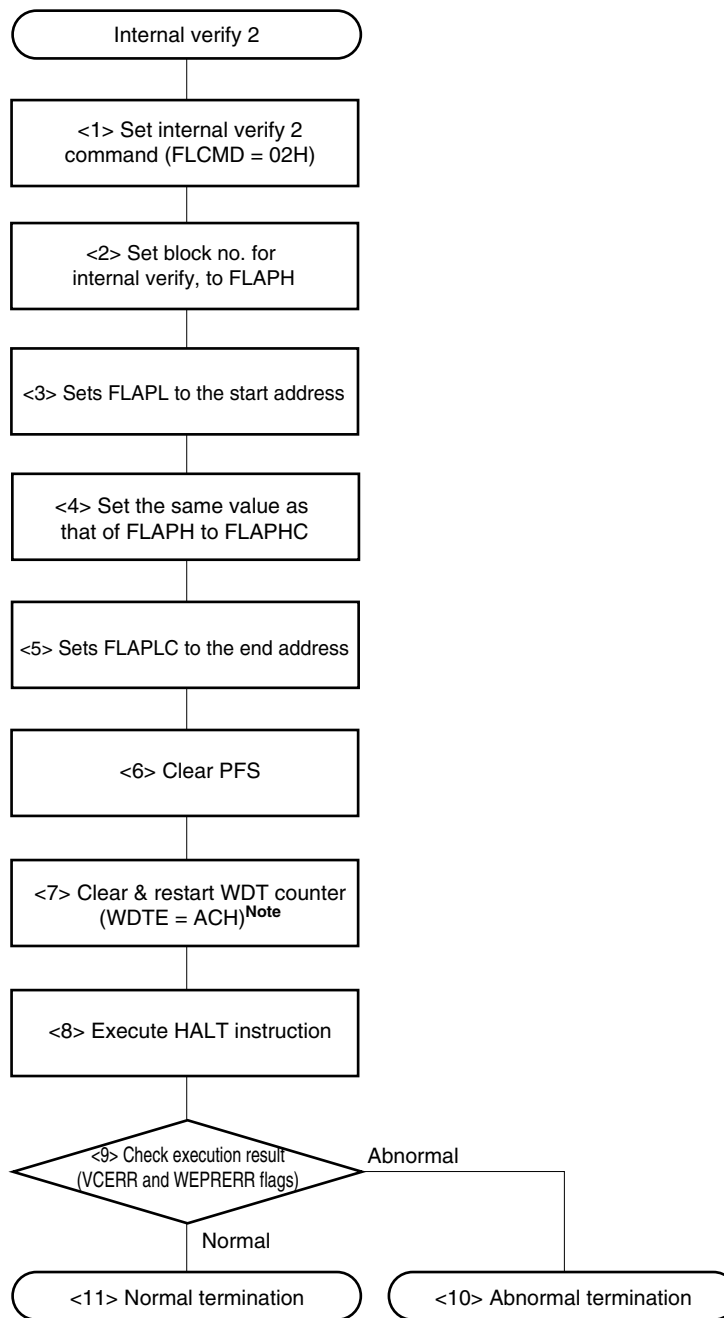 Internal verify 2
<1> Set internal verify 2
command (FLCMD = 02H)
<2> Set block no. for
internal verify, to FLAPH
<3> Sets FLAPL to the start address
<4> Set the same value as
that of FLAPH to FLAPHC
<5> Sets FLAPLC to the end address
<6> Clear PFS
<7> Clear & restart WDT counter
(WDTE = ACH)Note
<8> Execute HALT instruction
<9> Check execution result
(VCERR and WEPRERR flags)
Abnormal
Normal
<11> Normal termination
<10> Abnormal termination